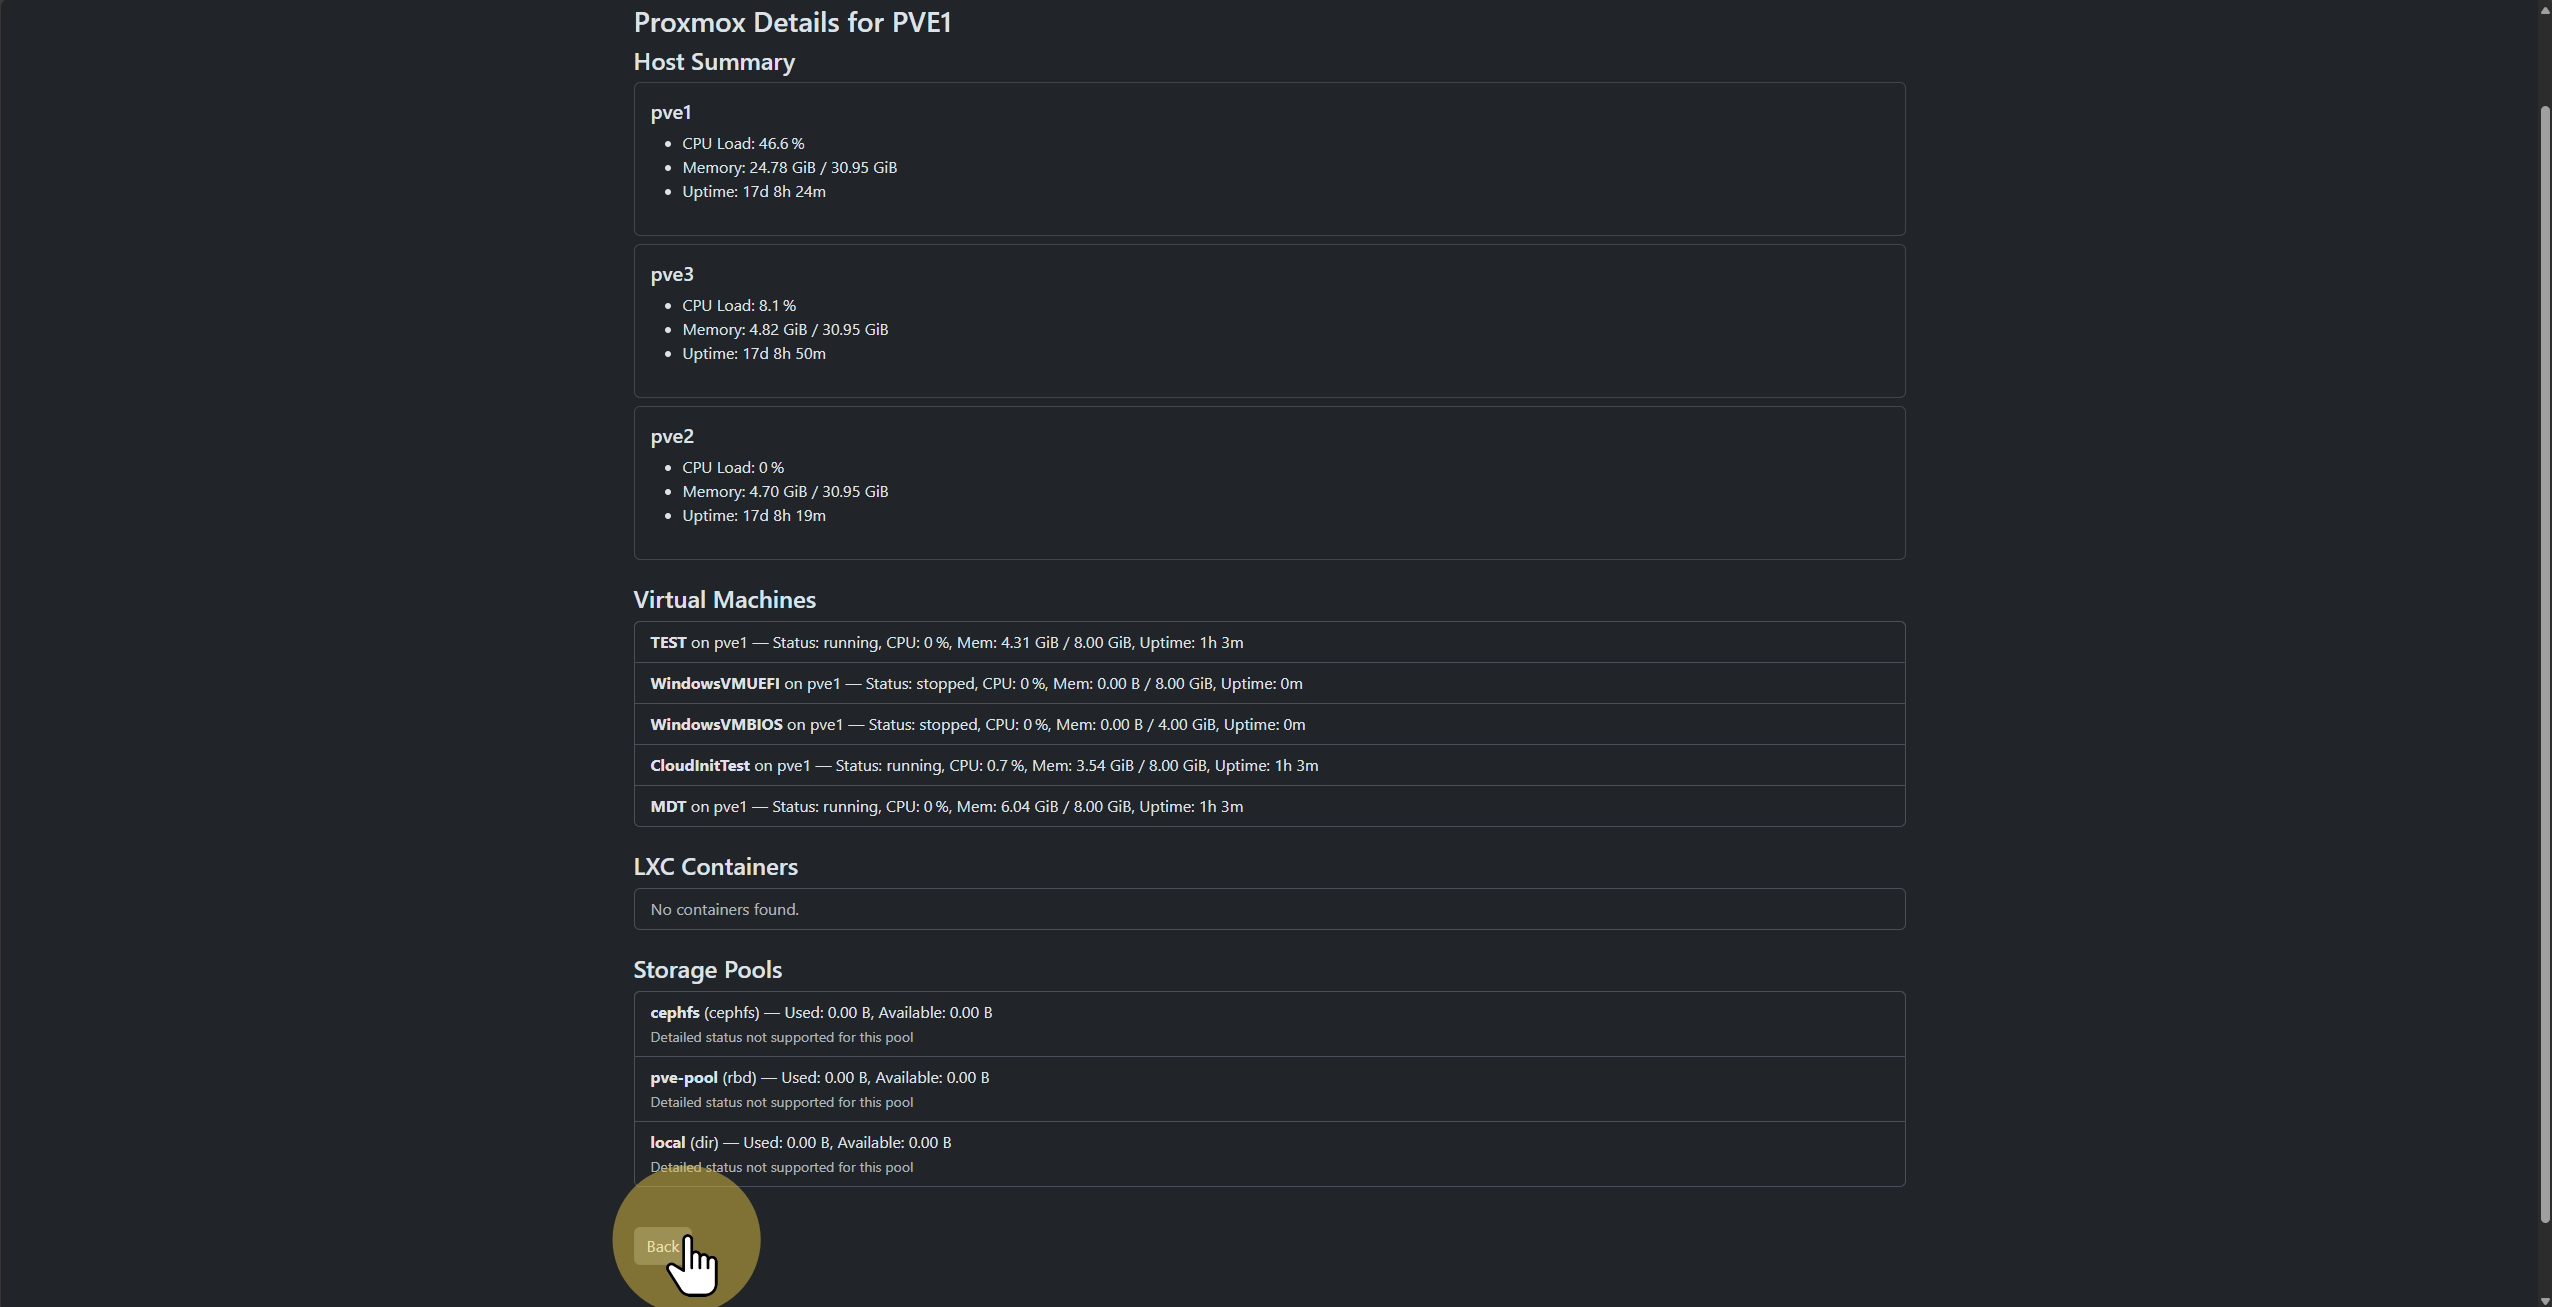 Proxmox Details for PVE1
Host Summary
pve1
CPU Load: 46.6 %
Memory: 24.78 GiB / 30.95 GiB
Uptime: 17d 8h 24m
pve3
CPU Load: 8.1 %
Memory: 4.82 GiB / 30.95 GiB
Uptime: 17d 8h 50m
pve2
CPU Load: 0 %
Memory: 4.70 GiB / 30.95 GiB
Uptime: 17d 8h 19m
Virtual Machines
TEST on pve1 — Status: running, CPU: 0 %, Mem: 4.31 GiB / 8.00 GiB, Uptime: 1h 3m
WindowsVMUEFI on pve1 — Status: stopped, CPU: 0 %, Mem: 0.00 B / 8.00 GiB, Uptime: 0m
WindowsVMBIOS on pve1 — Status: stopped, CPU: 0 %, Mem: 0.00 B / 4.00 GiB, Uptime: 0m
CloudInitTest on pve1 — Status: running, CPU: 0.7 %, Mem: 3.54 GiB / 8.00 GiB, Uptime: 1h 3m
MDT on pve1 — Status: running, CPU: 0 %, Mem: 6.04 GiB / 8.00 GiB, Uptime: 1h 3m
LXC Containers
No containers found.
Storage Pools
cephfs (cephfs) — Used: 0.00 B, Available: 0.00 B
Detailed status not supported for this pool
pve-pool (rbd) — Used: 0.00 B, Available: 0.00 B
Detailed status not supported for this pool
local (dir) — Used: 0.00 B, Available: 0.00 B
Detailed status not supported for this pool
Back